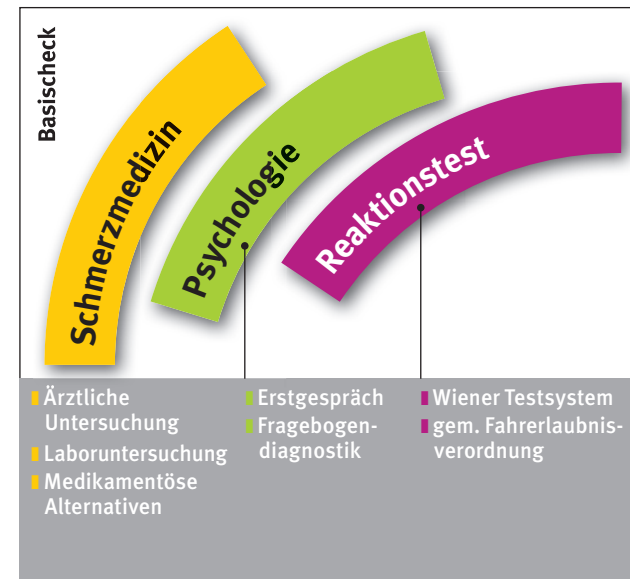 Basischeck
Schmerzmedizin
Psychologie
Reaktionstest
Ärztliche
Untersuchung
Laboruntersuchung
Medikamentöse
Alternativen
Erstgespräch
Fragebogen-
diagnostik
Wiener Testsystem
gem. Fahrerlaubnis-
verordnung